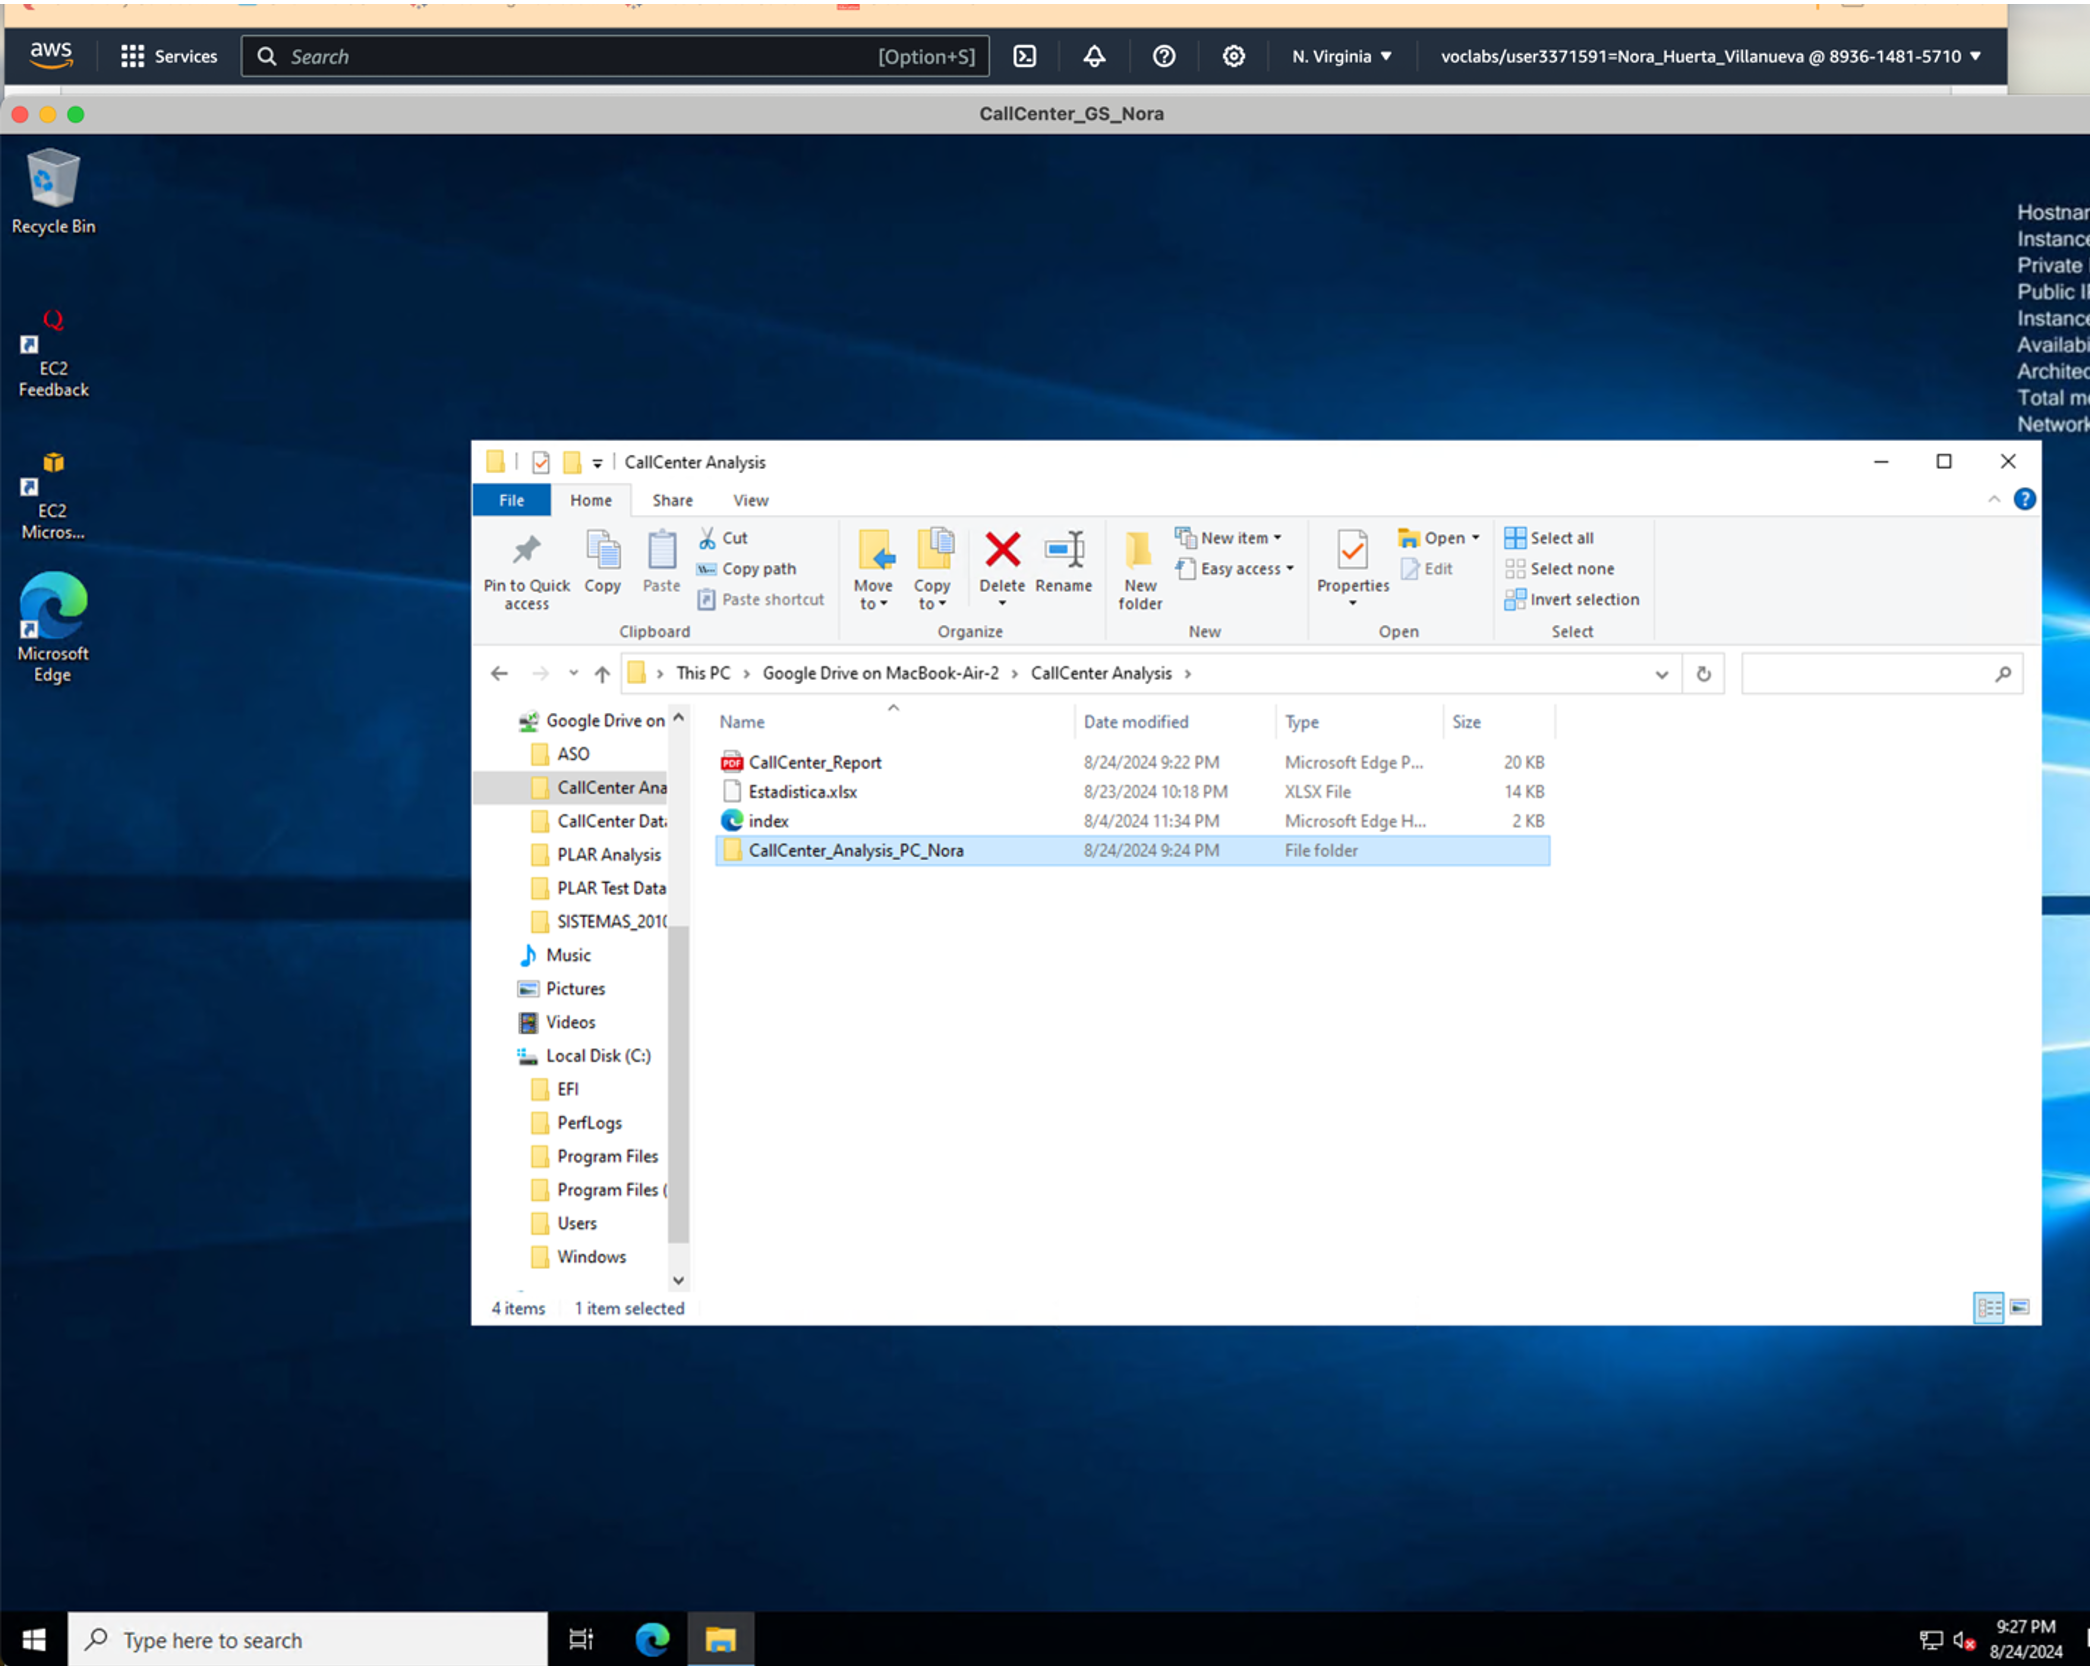 aws
Services
Search
[Option+S]
N. Virginia
voclabs/user3371591=Nora_Huerta_Villanueva @ 8936-1481-5710
CallCenter_GS_Nora
Recycle Bin
EC2
Feedback
EC2
Micros...
Microsoft
Edge
Instance
Private
Public
Instance
Network
CallCenter Analysis
File
Home
Share
View
Pin to Quick
access
Copy
Paste
Cut
Copy path
Paste shortcut
Clipboard
Move
to
Copy
to
Delete
Rename
Organize
New
folder
New item
Easy access
New
Properties
Open
Edit
Open
Select all
Select none
Invert selection
Select
This PC > Google Drive on MacBook-Air-2 > CallCenter Analysis >
Google Drive on
ASO
CallCenter Ana
CallCenter Data
PLAR Analysis
PLAR Test Data
SISTEMAS_2010
Music
Pictures
Videos
Local Disk (C:)
EFI
PerfLogs
Program Files
Program Files (
Users
Windows
Name Date modified Type Size
CallCenter_Report 8/24/2024 9:22 PM Microsoft Edge P... 20 KB
Estadistica.xlsx 8/23/2024 10:18 PM XLSX File 14 KB
index 8/4/2024 11:34 PM Microsoft Edge H... 2 KB
CallCenter_Analysis_PC_Nora 8/24/2024 9:24 PM File folder
4 items 1 item selected
Type here to search
9:27 PM
8/24/2024